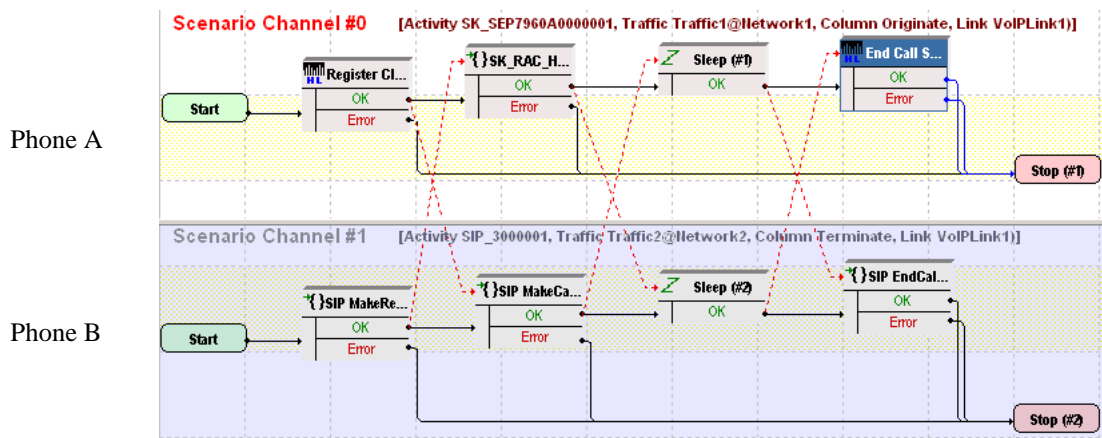 Scenario Channel #0 [Activity SK_SEP7960A0000001, Traffic Traffic1@Network1, Column Originate, Link VoIPLink1)]
HL Register Cl...
OK
Error
{}SK_RAC_H...
OK
Error
Sleep (#1)
OK
HL End Call S...
OK
Error
Start
Phone A
Stop (#1)
Scenario Channel #1 [Activity SIP_3000001, Traffic Traffic2@Network2, Column Terminate, Link VoIPLink1)]
{}SIP MakeRe...
OK
Error
{}SIP MakeCa...
OK
Error
Sleep (#2)
OK
{}SIP EndCal...
OK
Error
Phone B
Start
Stop (#2)